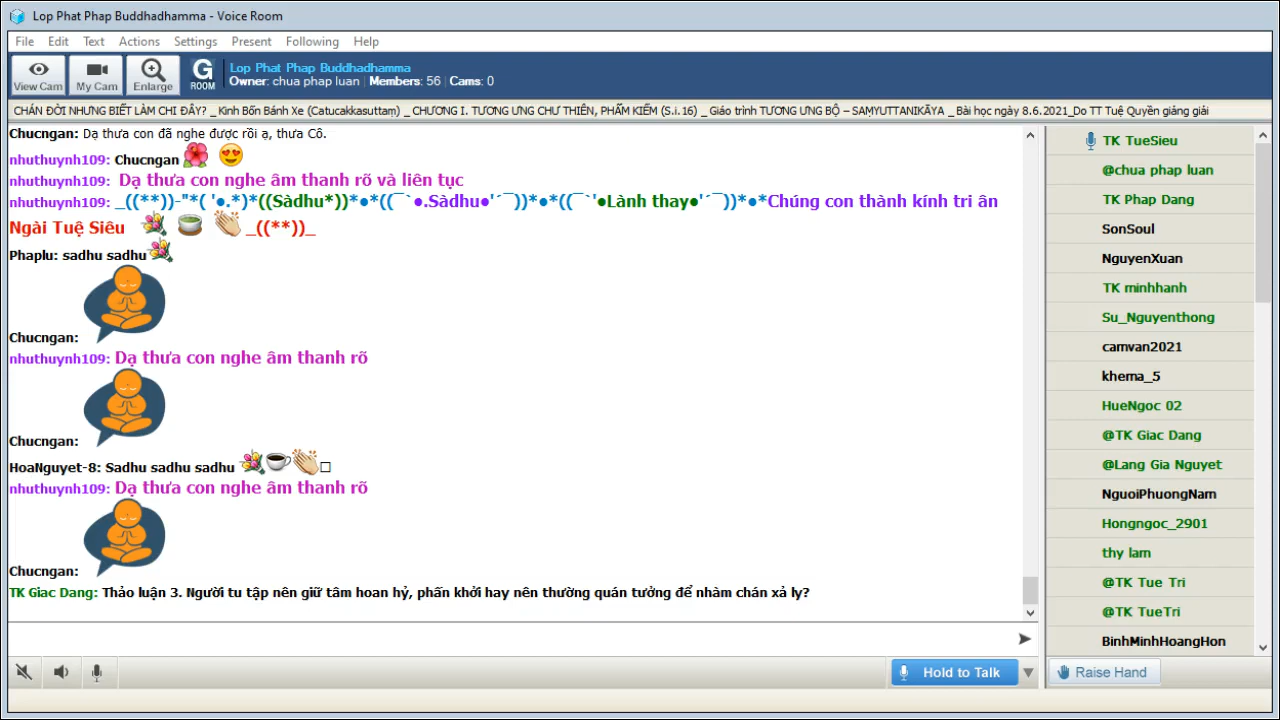 Lop Phat Phap Buddhadhamma - Voice Room
File Edit Text Actions Settings Present Following Help
View Cam
My Cam
Enlarge
G ROOM
Lop Phat Phap Buddhadhamma
Owner: chua phap luan | Members: 56 | Cams: 0
CHÁN ĐỜI NHƯNG BIẾT LÀM CHI ĐÂY? _ Kinh Bốn Bánh Xe (Catucakkasuttaṃ) _ CHƯƠNG I. TƯƠNG ƯNG CHƯ THIÊN, PHẨM KIẾM (S.i.16) _ Giáo trình TƯƠNG ƯNG BỘ – SAṂYUTTANIKĀYA _ Bài học ngày 8.6.2021_Do TT Tuệ Quyền giảng giải
Chucngan: Dạ thưa con đã nghe được rồi ạ, thưa Cô.
nhuthuynh109: Chucngan
nhuthuynh109: Dạ thưa con nghe âm thanh rõ và liên tục
nhuthuynh109: _((**))-"*( '●.*)*((Sàdhu*))*●*((¯`●.Sàdhu●'´¯))*●*((¯`'●Lành thay●'´¯))*●*Chúng con thành kính tri ân
Ngài Tuệ Siêu _((**))_
Phaplu: sadhu sadhu
Chucngan:
nhuthuynh109: Dạ thưa con nghe âm thanh rõ
Chucngan:
HoaNguyet-8: Sadhu sadhu sadhu
nhuthuynh109: Dạ thưa con nghe âm thanh rõ
Chucngan:
TK Giac Dang: Thảo luận 3. Người tu tập nên giữ tâm hoan hỷ, phấn khởi hay nên thường quán tưởng để nhàm chán xả ly?
Hold to Talk
TK TueSieu
@chua phap luan
TK Phap Dang
SonSoul
NguyenXuan
TK minhhanh
Su_Nguyenthong
camvan2021
khema_5
HueNgoc 02
@TK Giac Dang
@Lang Gia Nguyet
NguoiPhuongNam
Hongngoc_2901
thy lam
@TK Tue Tri
@TK TueTri
BinhMinhHoangHon
Raise Hand